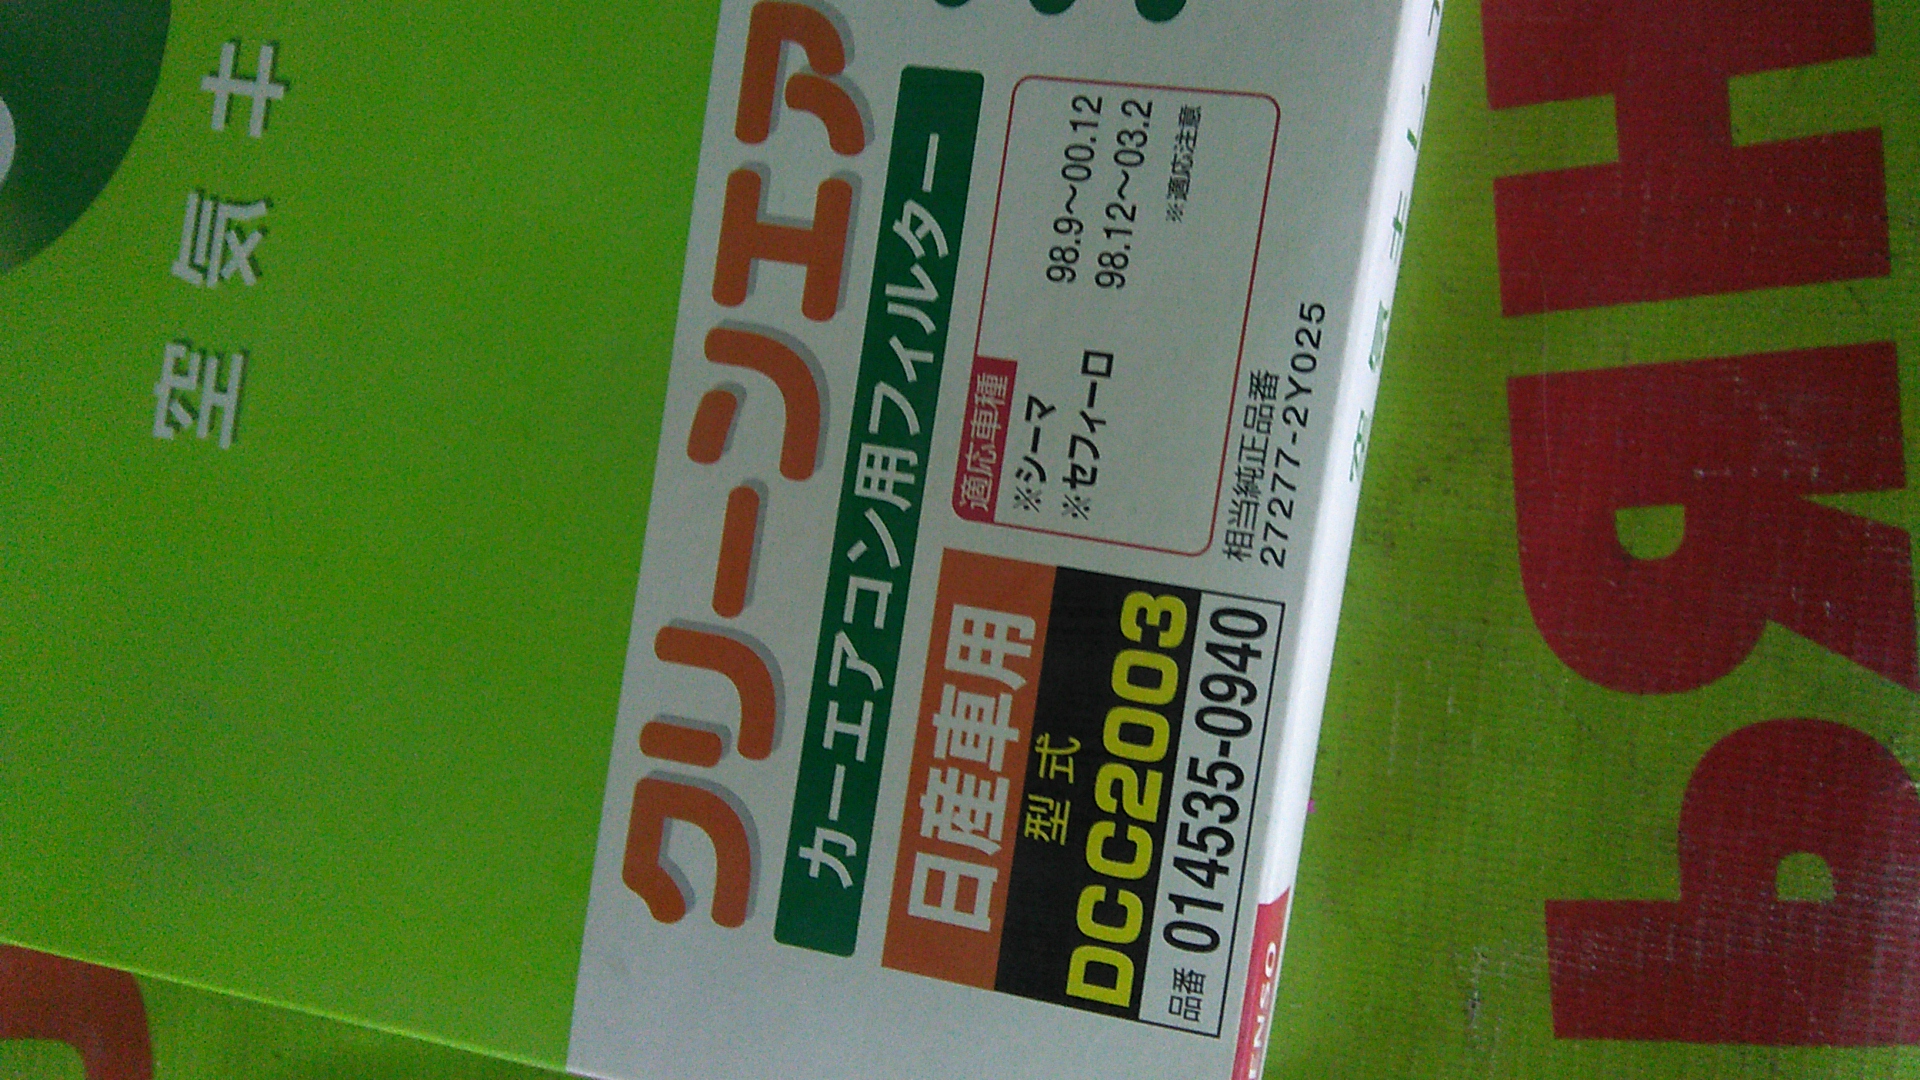 空気キ
クリーンエア
カーエアコン用フィルター
日産車用
型式
DCC2003
品番 014535-0940
適応車種
※シーマ 98.9～00.12
※セフィーロ 98.12～03.2
※適応注意
相当純正品番
27277-2Y025
ENSO